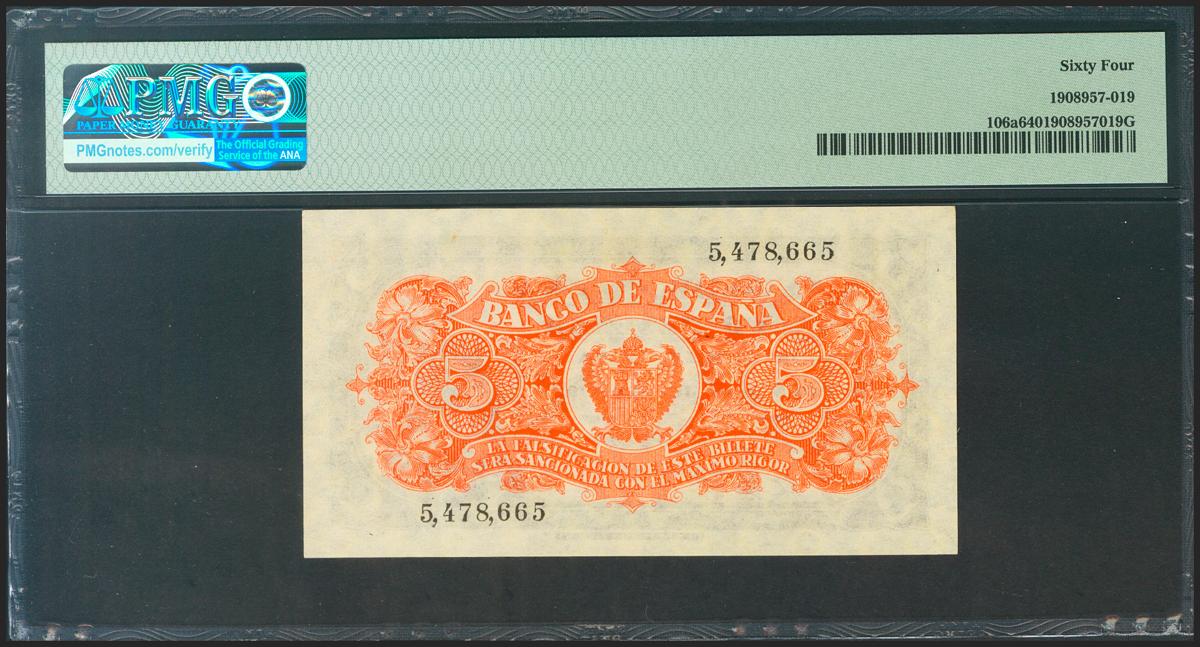 Sixty Four
1908957-019
106a6401908957019G
PMG
PAPER MONEY GUARANTY
PMGnotes.com/verify
The Official Grading
Service of the ANA
5,478,665
BANCO DE ESPAÑA
5 5
LA FALSIFICACION DE ESTE BILLETE
SERA SANCIONADA CON EL MAXIMO RIGOR
5,478,665